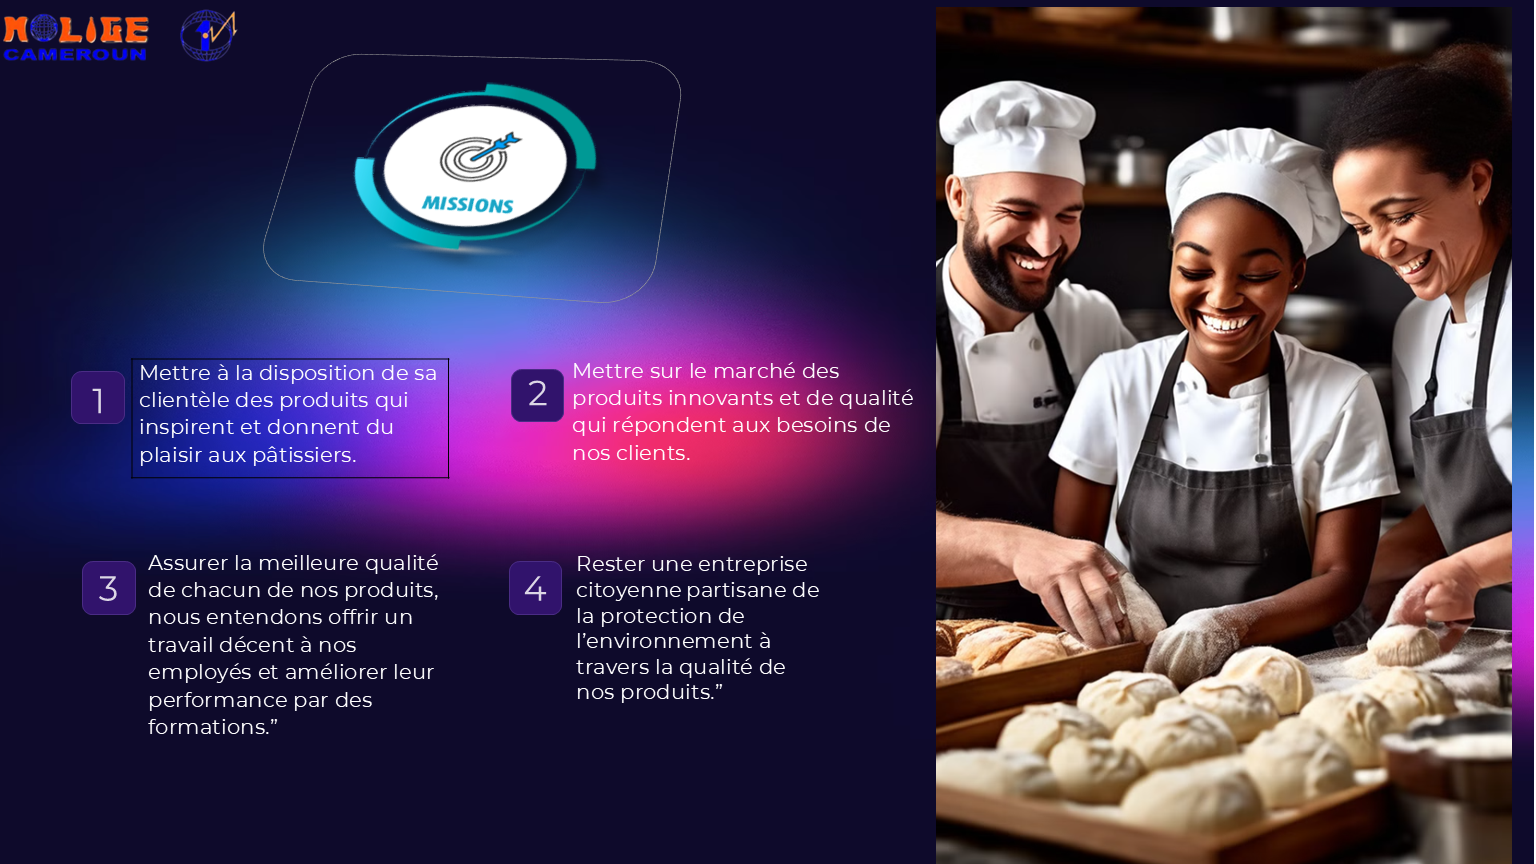 MOLIGE
CAMEROUN
MISSIONS
1
Mettre à la disposition de sa
clientèle des produits qui
inspirent et donnent du
plaisir aux pâtissiers.
2
Mettre sur le marché des
produits innovants et de qualité
qui répondent aux besoins de
nos clients.
3
Assurer la meilleure qualité
de chacun de nos produits,
nous entendons offrir un
travail décent à nos
employés et améliorer leur
performance par des
formations.”
4
Rester une entreprise
citoyenne partisane de
la protection de
l’environnement à
travers la qualité de
nos produits.”